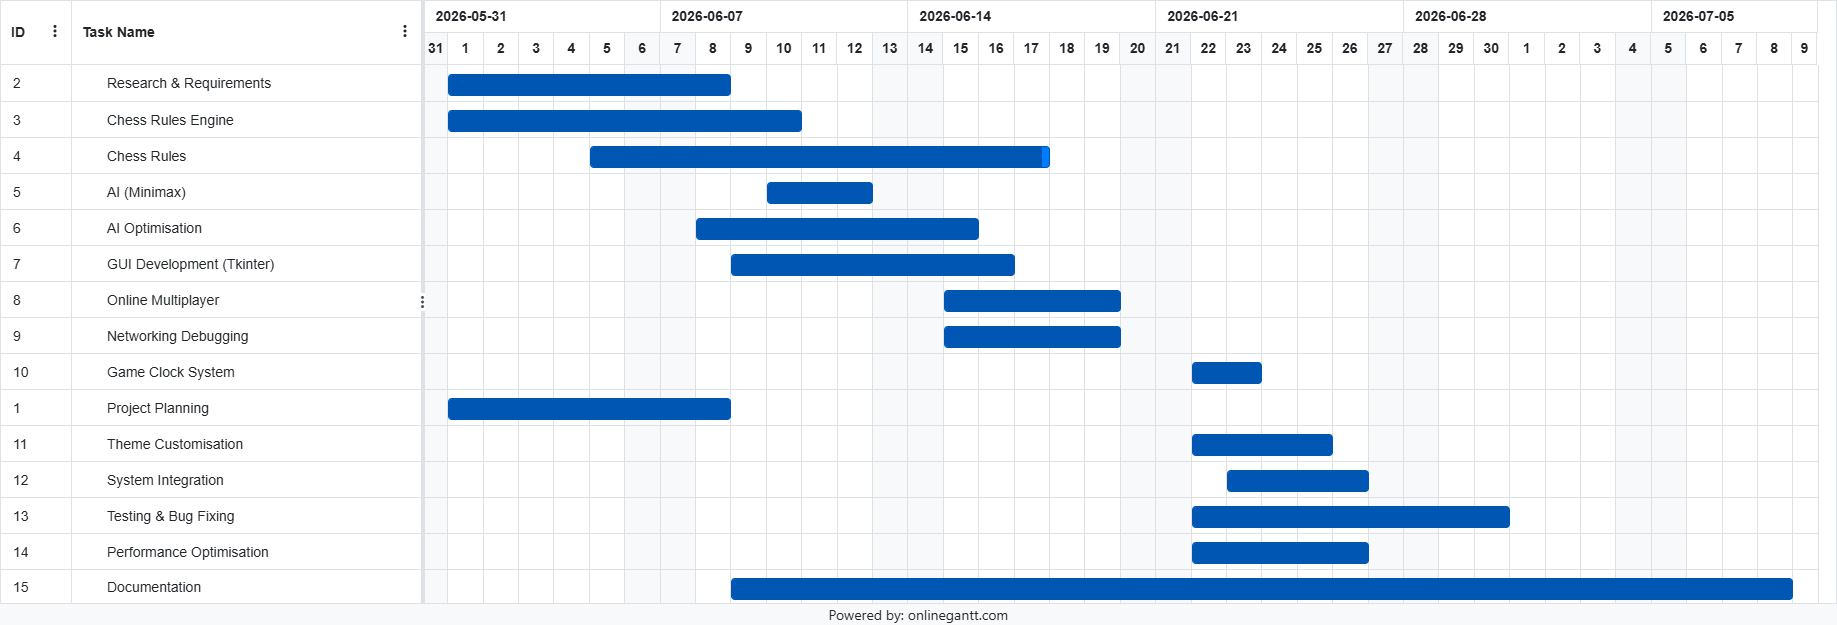 ID Task Name 2026-05-31 2026-06-07 2026-06-14 2026-06-21 2026-06-28 2026-07-05
31 1 2 3 4 5 6 7 8 9 10 11 12 13 14 15 16 17 18 19 20 21 22 23 24 25 26 27 28 29 30 1 2 3 4 5 6 7 8 9
2 Research & Requirements
3 Chess Rules Engine
4 Chess Rules
5 AI (Minimax)
6 AI Optimisation
7 GUI Development (Tkinter)
8 Online Multiplayer
9 Networking Debugging
10 Game Clock System
1 Project Planning
11 Theme Customisation
12 System Integration
13 Testing & Bug Fixing
14 Performance Optimisation
15 Documentation
Powered by: onlinegantt.com